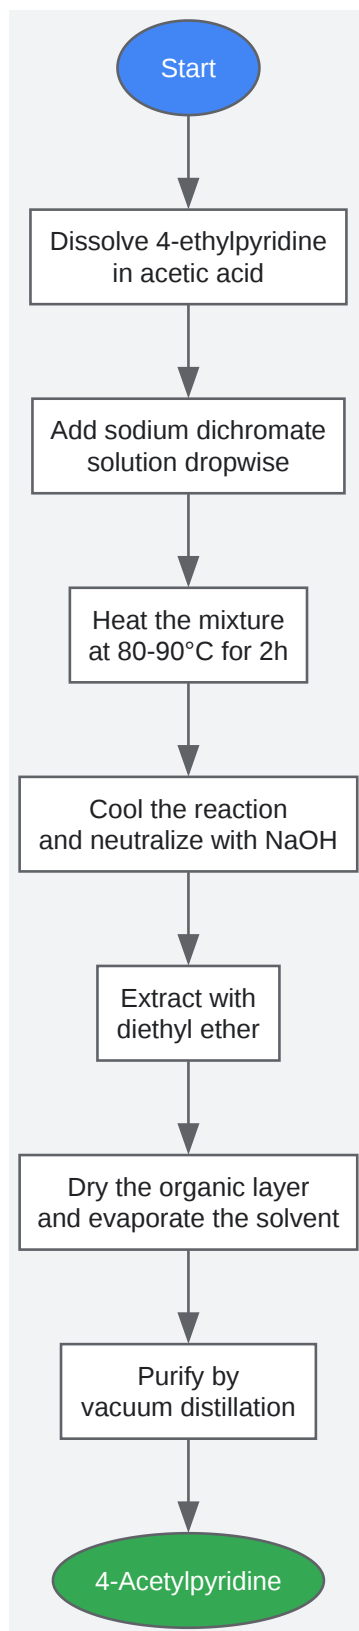 Start
Dissolve 4-ethylpyridine
in acetic acid
Add sodium dichromate
solution dropwise
Heat the mixture
at 80-90°C for 2h
Cool the reaction
and neutralize with NaOH
Extract with
diethyl ether
Dry the organic layer
and evaporate the solvent
Purify by
vacuum distillation
4-Acetylpyridine